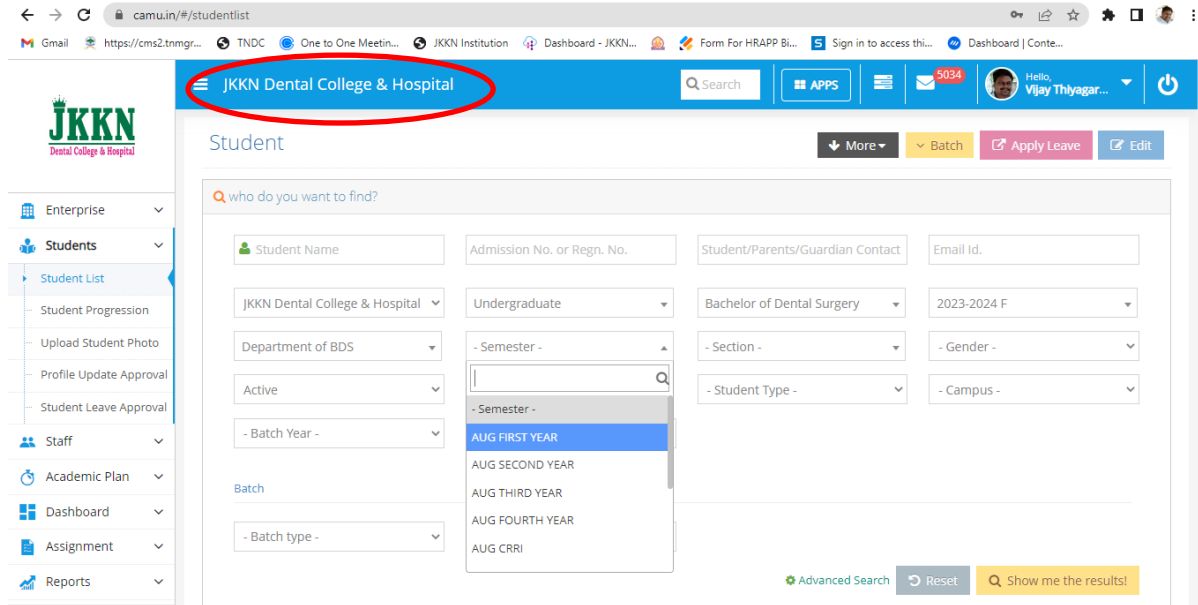 camu.in/#/studentlist
Gmail https://cms2.tnmgr... TNDC One to One Meetin... JKKN Institution Dashboard - JKKN... Form For HRAPP Bi... Sign in to access thi... Dashboard | Conte...
JKKN
Dental College & Hospital
JKKN Dental College & Hospital
Search
APPS
5034
Hello,
Vijay Thiyagar...
Student
More
Batch
Apply Leave
Edit
who do you want to find?
Enterprise
Students
Student List
Student Progression
Upload Student Photo
Profile Update Approval
Student Leave Approval
Staff
Academic Plan
Dashboard
Assignment
Reports
Student Name
Admission No. or Regn. No.
Student/Parents/Guardian Contact
Email Id.
JKKN Dental College & Hospital
Undergraduate
Bachelor of Dental Surgery
2023-2024 F
Department of BDS
- Semester -
- Section -
- Gender -
Active
- Student Type -
- Campus -
- Batch Year -
- Semester -
AUG FIRST YEAR
AUG SECOND YEAR
AUG THIRD YEAR
AUG FOURTH YEAR
AUG CRRI
Batch
- Batch type -
Advanced Search
Reset
Show me the results!